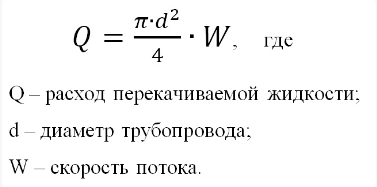 Q = π·d²/4 · W, где
Q – расход перекачиваемой жидкости;
d – диаметр трубопровода;
W – скорость потока.